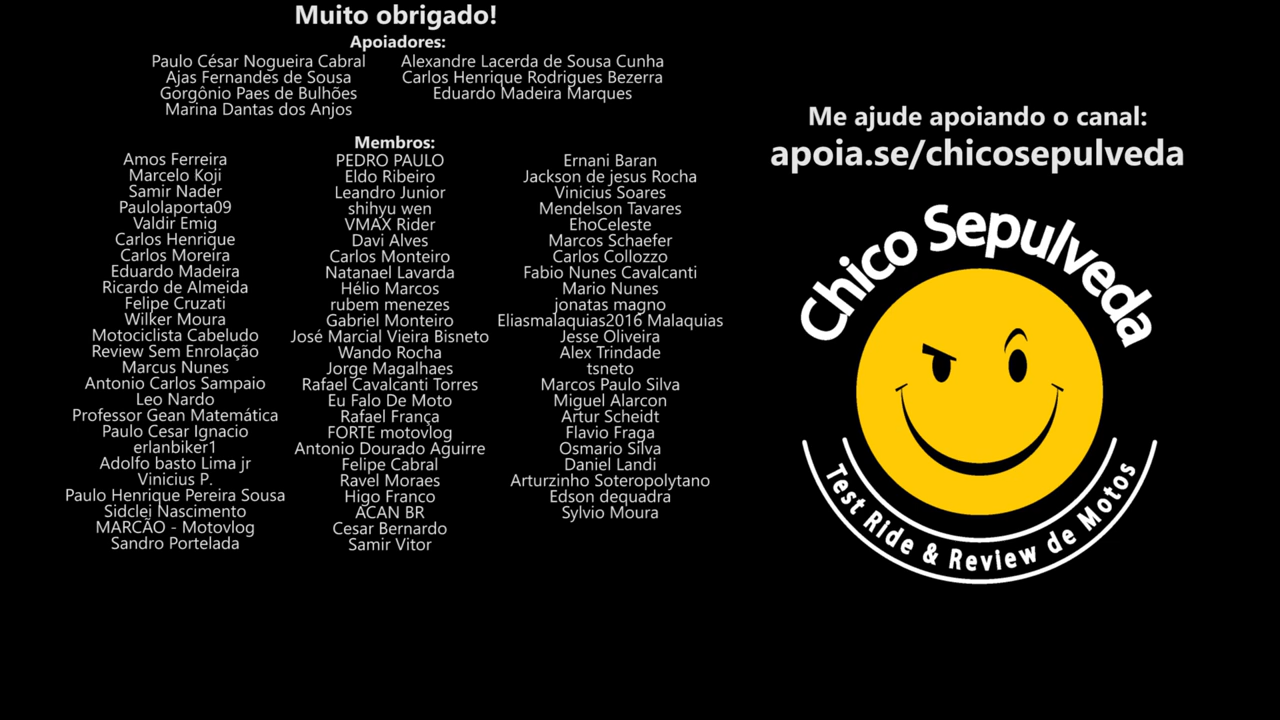 Muito obrigado!
Apoiadores:
Paulo César Nogueira Cabral
Ajas Fernandes de Sousa
Gorgônio Paes de Bulhões
Marina Dantas dos Anjos
Alexandre Lacerda de Sousa Cunha
Carlos Henrique Rodrigues Bezerra
Eduardo Madeira Marques
Membros:
Amos Ferreira
Marcelo Koji
Samir Nader
Paulolaporta09
Valdir Emig
Carlos Henrique
Carlos Moreira
Eduardo Madeira
Ricardo de Almeida
Felipe Cruzati
Wilker Moura
Motociclista Cabeludo
Review Sem Enrolação
Marcus Nunes
Antonio Carlos Sampaio
Leo Nardo
Professor Gean Matemática
Paulo Cesar Ignacio
erlanbiker1
Adolfo basto Lima jr
Vinicius P.
Paulo Henrique Pereira Sousa
Sidclei Nascimento
MARCÃO - Motovlog
Sandro Portelada
PEDRO PAULO
Eldo Ribeiro
Leandro Junior
shihyu wen
VMAX Rider
Davi Alves
Carlos Monteiro
Natanael Lavarda
Hélio Marcos
rubem menezes
Gabriel Monteiro
José Marcial Vieira Bisneto
Wando Rocha
Jorge Magalhaes
Rafael Cavalcanti Torres
Eu Falo De Moto
Rafael França
FORTE motovlog
Antonio Dourado Aguirre
Felipe Cabral
Ravel Moraes
Higo Franco
ACAN BR
Cesar Bernardo
Samir Vitor
Ernani Baran
Jackson de jesus Rocha
Vinicius Soares
Mendelson Tavares
EhoCeleste
Marcos Schaefer
Carlos Collozzo
Fabio Nunes Cavalcanti
Mario Nunes
jonatas magno
Eliasmalaquias2016 Malaquias
Jesse Oliveira
Alex Trindade
tsneto
Marcos Paulo Silva
Miguel Alarcon
Artur Scheidt
Flavio Fraga
Osmario Silva
Daniel Landi
Arturzinho Soteropolytano
Edson dequadra
Sylvio Moura
Me ajude apoiando o canal:
apoia.se/chicosepulveda
Chico Sepulveda
Test Ride & Review de Motos